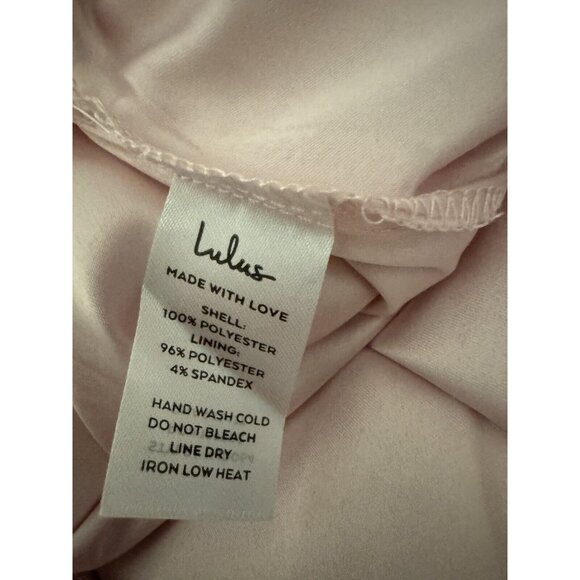 Lulus
MADE WITH LOVE
SHELL:
100% POLYESTER
LINING:
96% POLYESTER
4% SPANDEX
HAND WASH COLD
DO NOT BLEACH
LINE DRY
IRON LOW HEAT